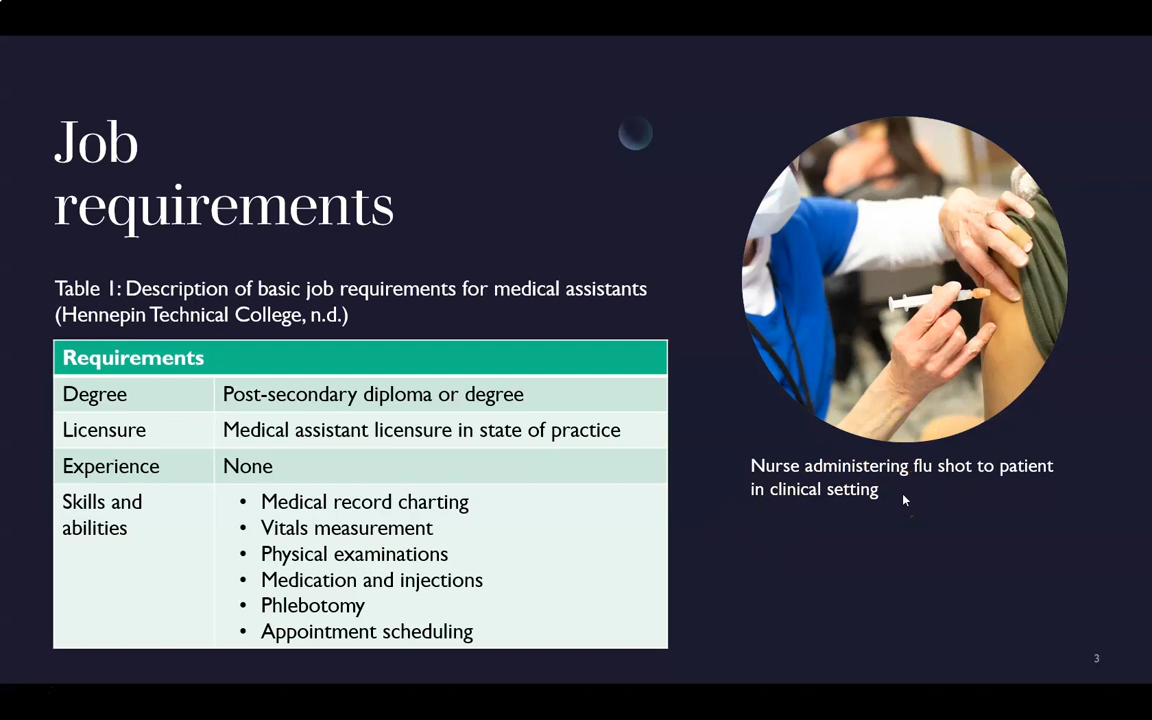 Job
requirements
Table 1: Description of basic job requirements for medical assistants
(Hennepin Technical College, n.d.)
Requirements
Degree
Post-secondary diploma or degree
Licensure
Medical assistant licensure in state of practice
Experience
None
Skills and
abilities
• Medical record charting
• Vitals measurement
• Physical examinations
• Medication and injections
• Phlebotomy
• Appointment scheduling
Nurse administering flu shot to patient
in clinical setting
3